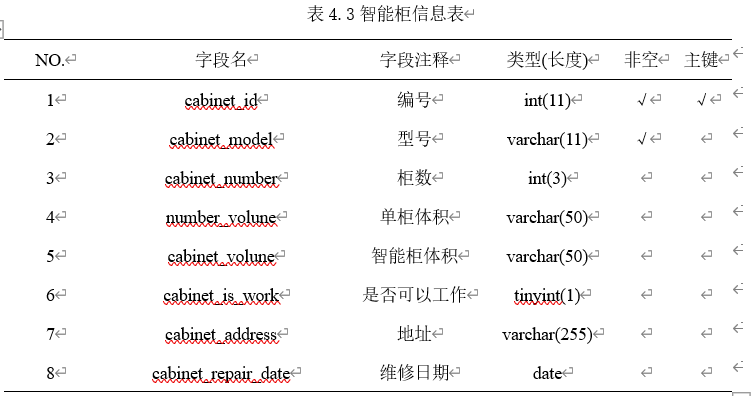 表 4.3 智能柜信息表
NO. 字段名 字段注释 类型(长度) 非空 主键
1 cabinet_id 编号 int(11) √ √
2 cabinet_model 型号 varchar(11) √
3 cabinet_number 柜数 int(3)
4 number_volune 单柜体积 varchar(50)
5 cabinet_volune 智能柜体积 varchar(50)
6 cabinet_is_work 是否可以工作 tinyint(1)
7 cabinet_address 地址 varchar(255)
8 cabinet_repair_date 维修日期 date